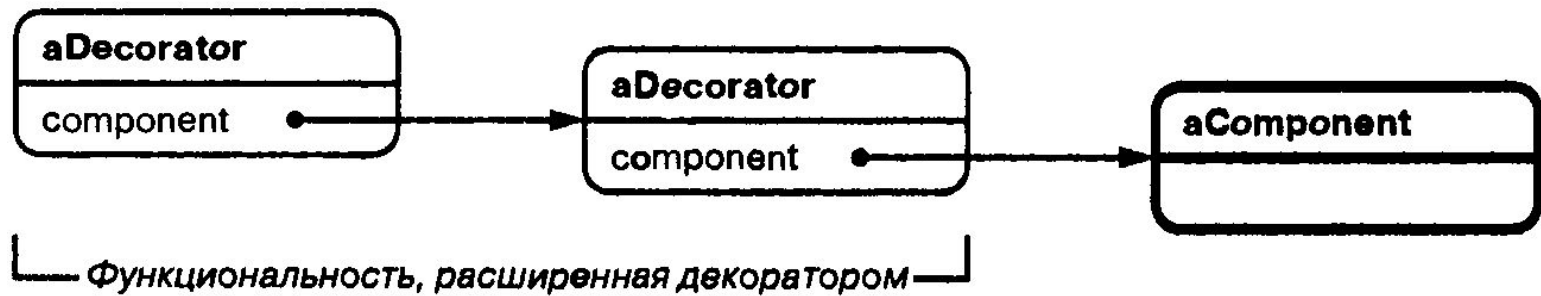 aDecorator
component
aDecorator
component
aComponent
Функциональность, расширенная декоратором